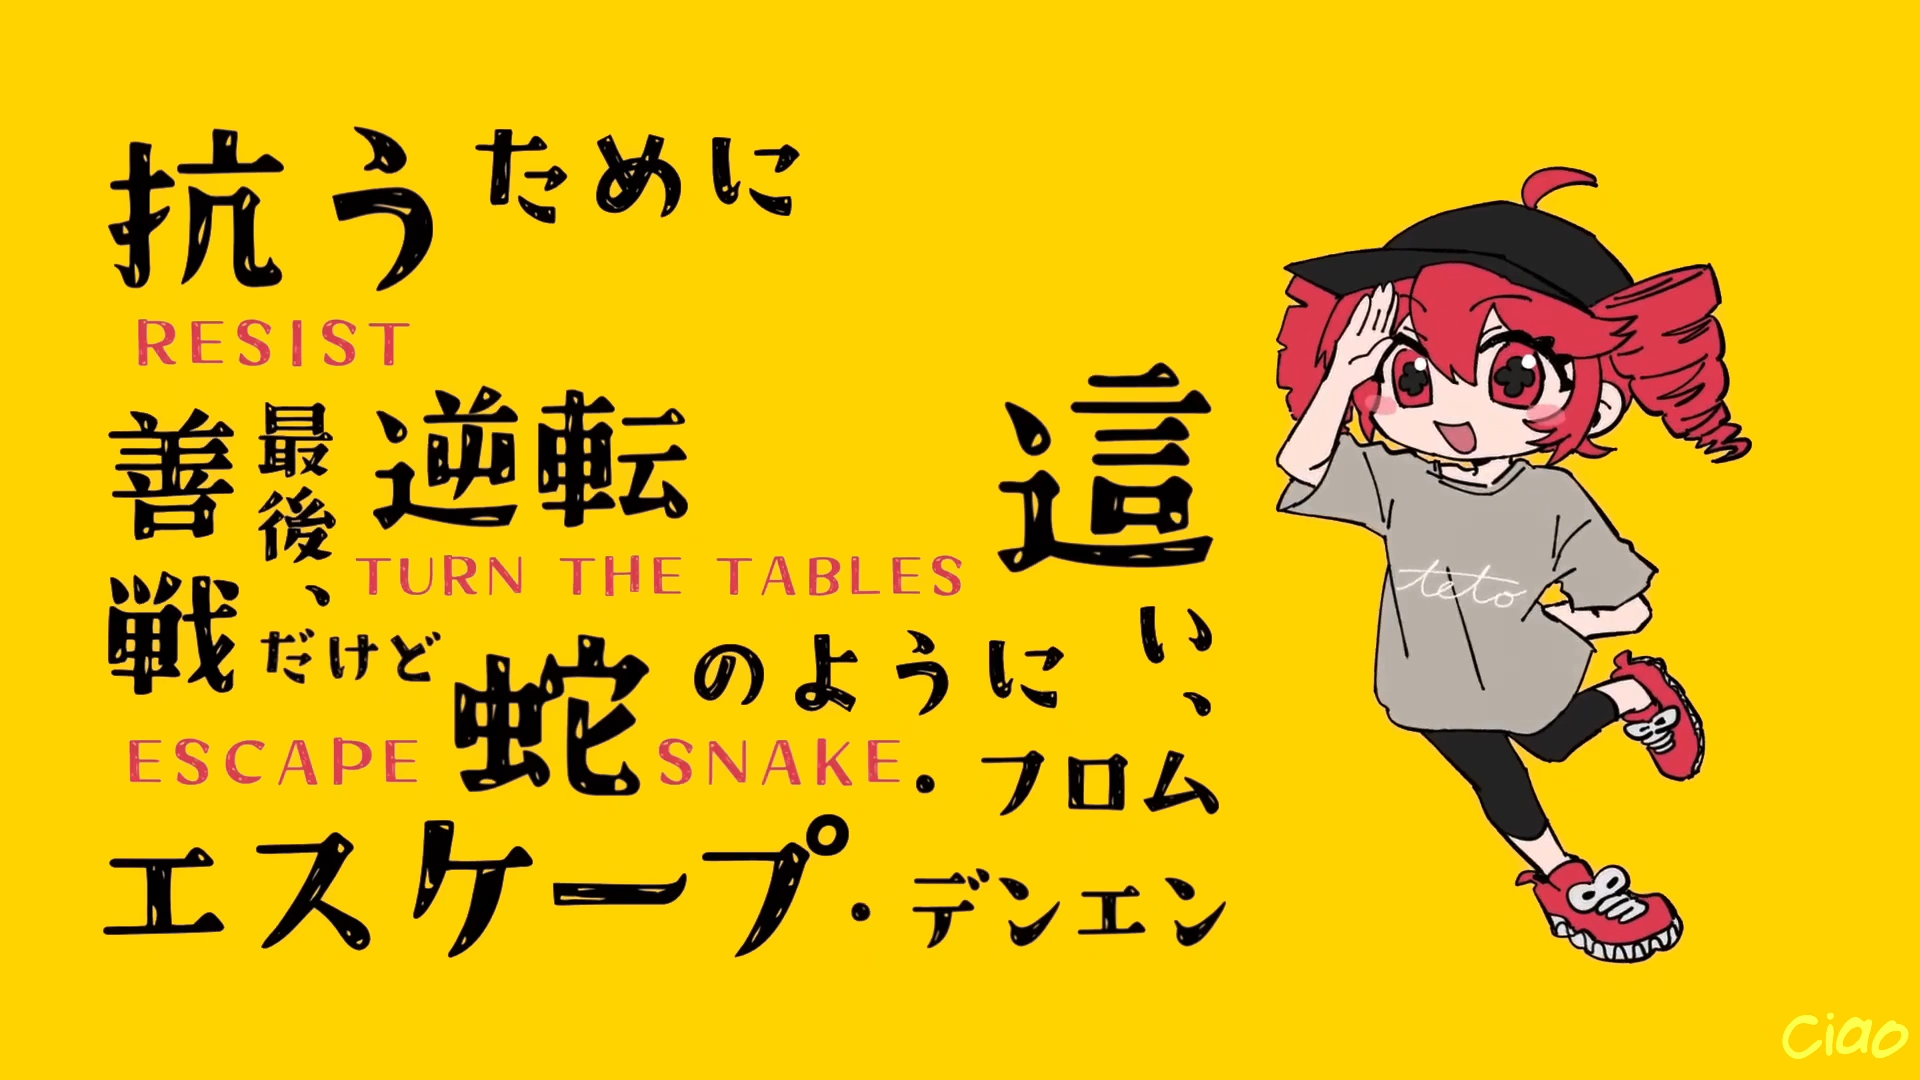 抗うために
RESIST
善戦だけど
最後、逆転
TURN THE TABLES
蛇のように
這い、
ESCAPE
SNAKE
エスケープ・フロム・デンエン
teto
Ciao